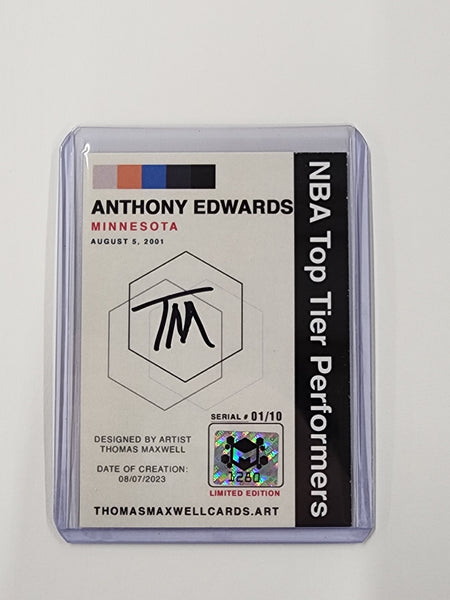 ANTHONY EDWARDS
MINNESOTA
AUGUST 5, 2001
TM
SERIAL # 01/10
DESIGNED BY ARTIST
THOMAS MAXWELL
DATE OF CREATION:
08/07/2023
1280
LIMITED EDITION
THOMASMAXWELLCARDS.ART
NBA Top Tier Performers